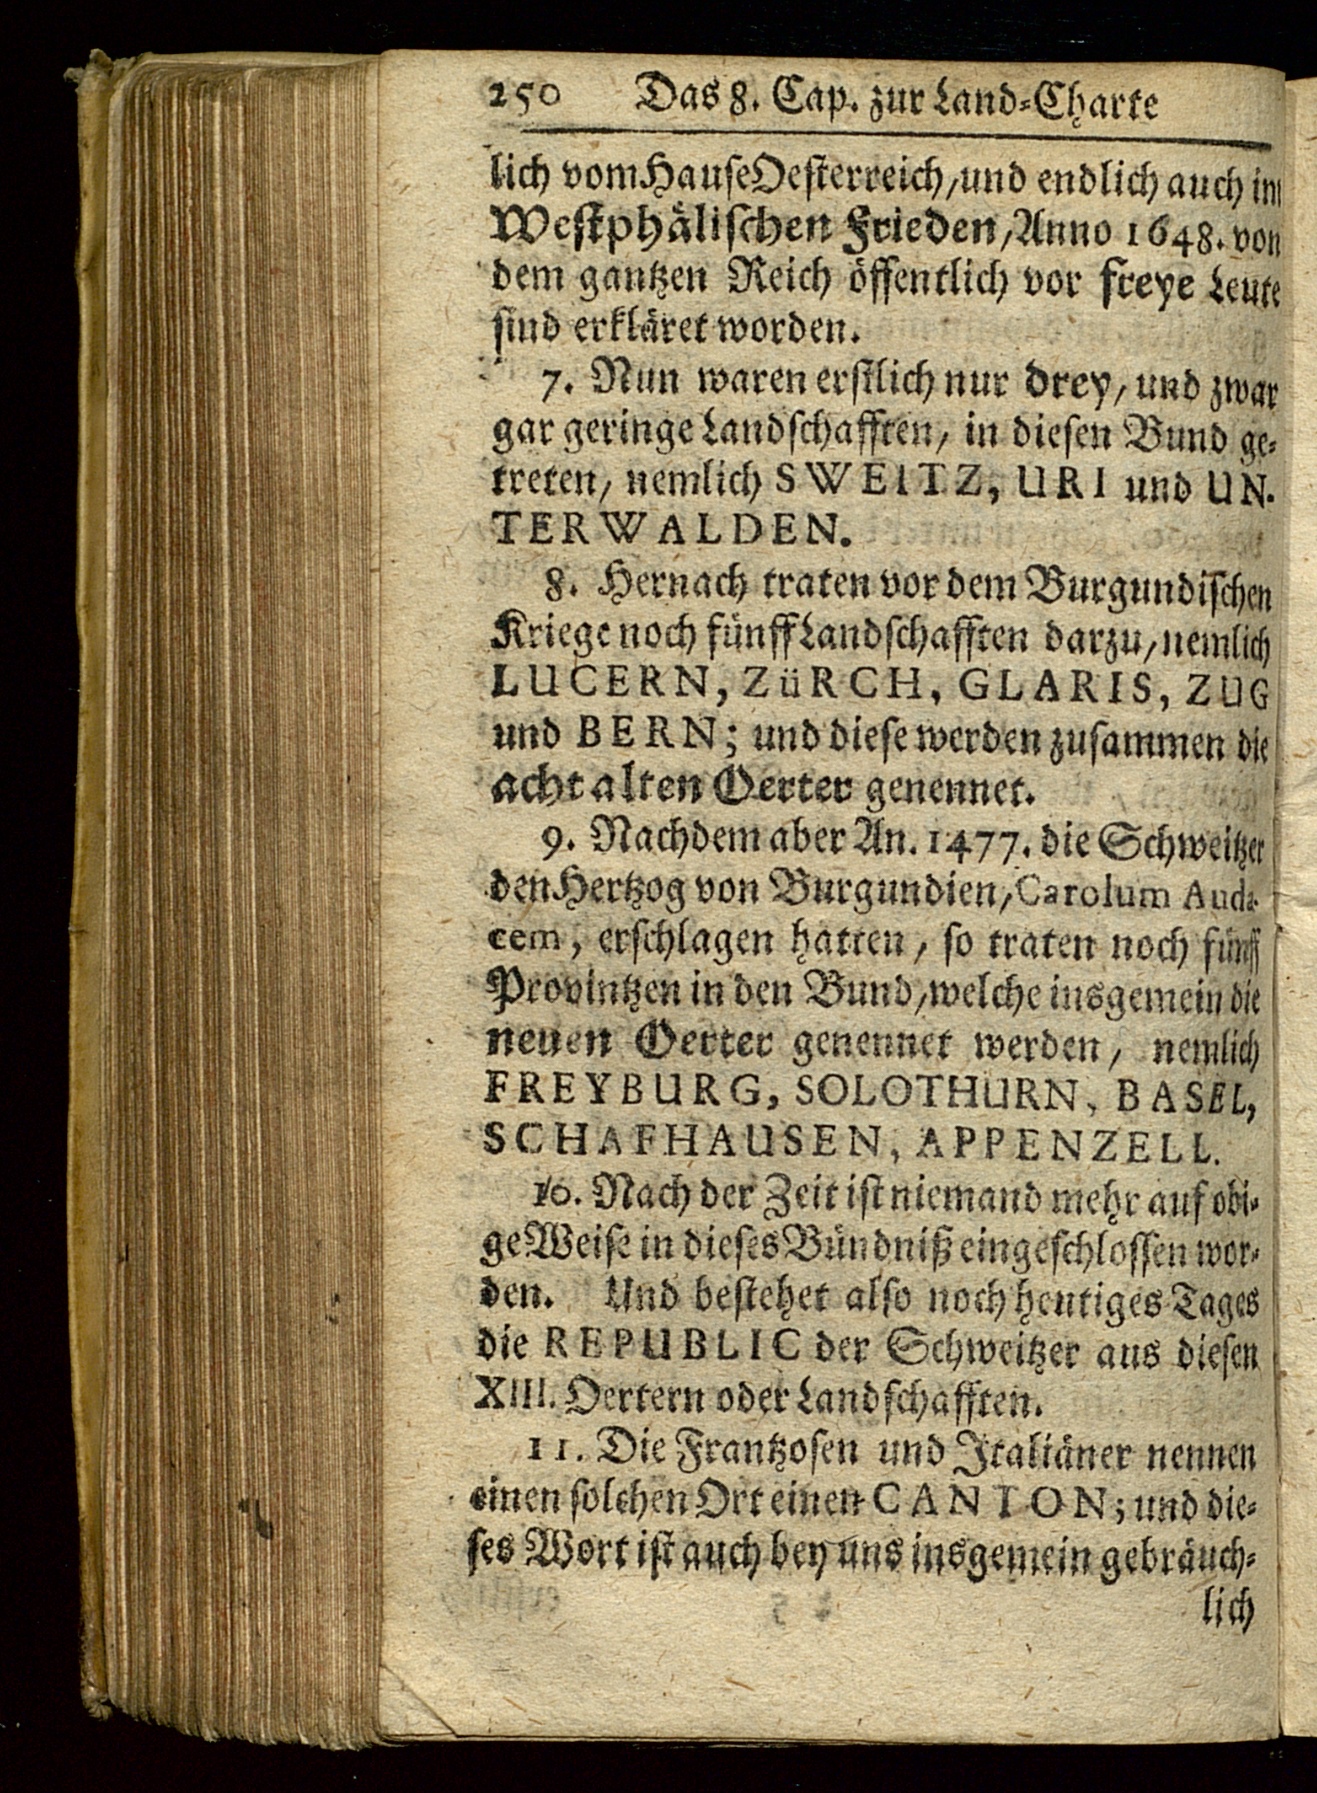 250 Das 8. Cap. zur Land-Charte
lich vom Hause Oesterreich, und endlich auch im
Westphälischen Frieden, Anno 1648. von
dem gantzen Reich öffentlich vor freye Leute
sind erkläret worden.
7. Nun waren erstlich nur drey, und zwar
gar geringe Landschafften, in diesen Bund ge-
treten, nemlich SWEITZ, URI und UN-
TERWALDEN.
8. Hernach traten vor dem Burgundischen
Kriege noch fünff Landschafften darzu, nemlich
LUCERN, ZüRCH, GLARIS, ZUG
und BERN; und diese werden zusammen die
acht alten Oerter genennet.
9. Nachdem aber An. 1477. die Schweitzer
den Hertzog von Burgundien, Carolum Auda-
cem, erschlagen hatten, so traten noch fünff
Provintzen in den Bund, welche insgemein die
neuen Oerter genennet werden, nemlich
FREYBURG, SOLOTHURN, BASEL,
SCHAFHAUSEN, APPENZELL.
10. Nach der Zeit ist niemand mehr auf obi-
ge Weise in dieses Bündniß eingeschlossen wor-
den. Und bestehet also noch heutiges Tages
die REPUBLIC der Schweitzer aus diesen
XIII. Oertern oder Landschafften.
11. Die Frantzosen und Italiäner nennen
einen solchen Ort einen CANTON; und die-
ses Wort ist auch bey uns insgemein gebräuch-
lich